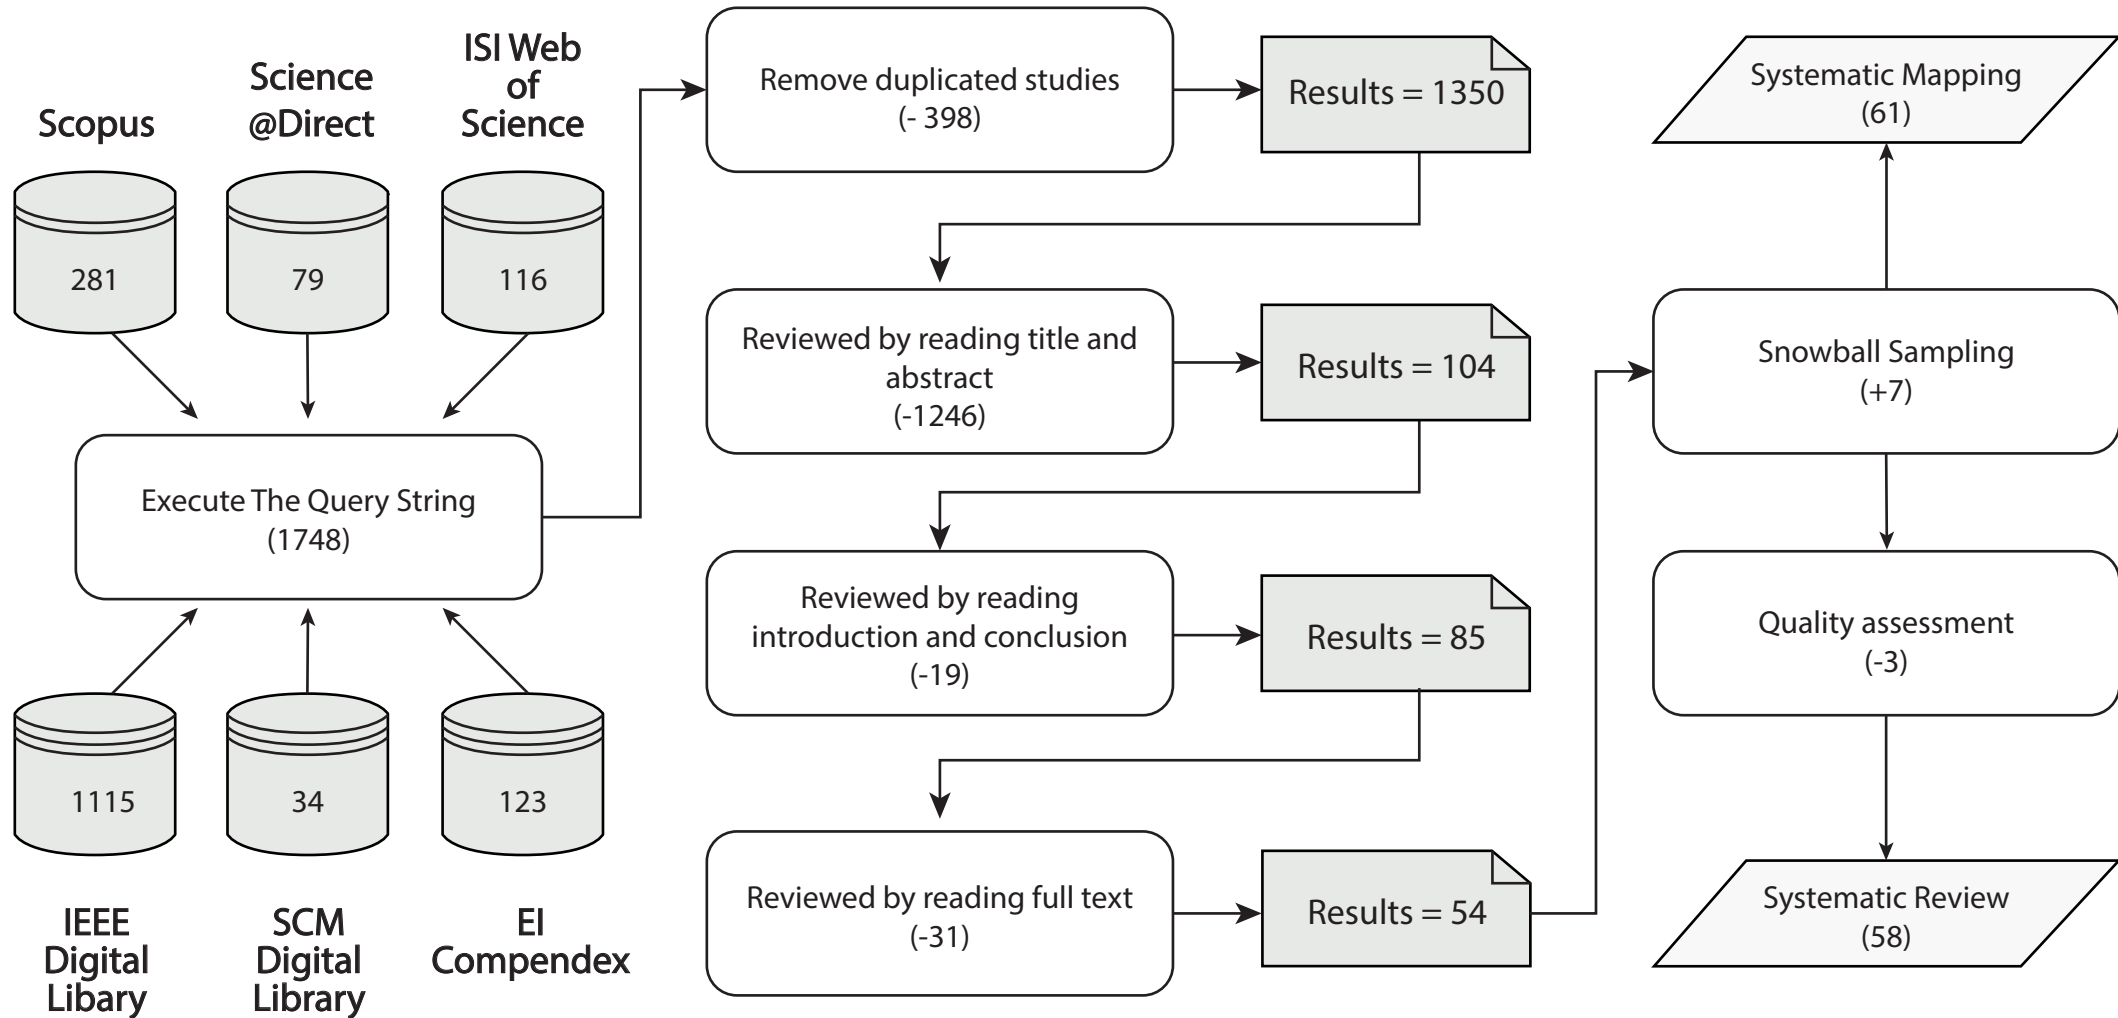 Scopus
Science
@Direct
ISI Web
of
Science
281
79
116
Execute The Query String
(1748)
1115
34
123
IEEE
Digital
Libary
SCM
Digital
Library
EI
Compendex
Remove duplicated studies
(- 398)
Results = 1350
Reviewed by reading title and
abstract
(-1246)
Results = 104
Reviewed by reading
introduction and conclusion
(-19)
Results = 85
Reviewed by reading full text
(-31)
Results = 54
Systematic Mapping
(61)
Snowball Sampling
(+7)
Quality assessment
(-3)
Systematic Review
(58)